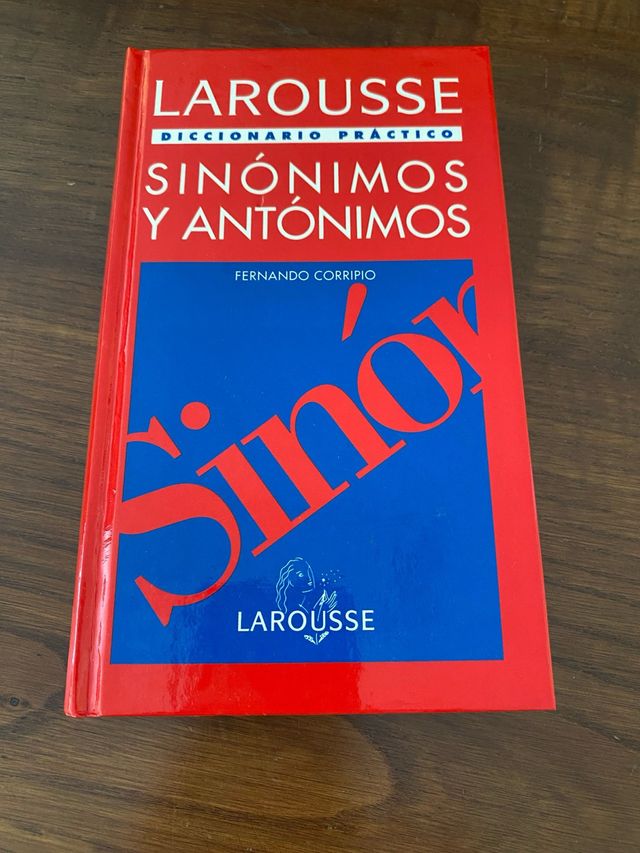 LAROUSSE
DICCIONARIO PRÁCTICO
SINÓNIMOS
Y ANTÓNIMOS
FERNANDO CORRIPIO
Sinón
LAROUSSE